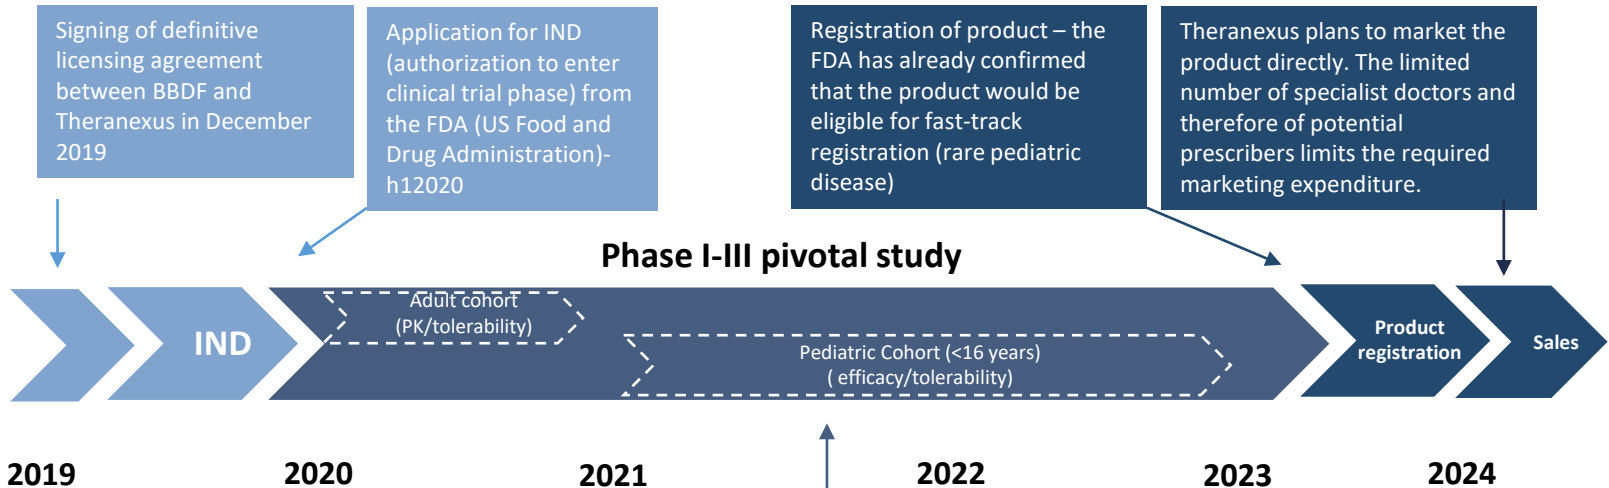 Signing of definitive
licensing agreement
between BBDF and
Theranexus in December
2019
Application for IND
(authorization to enter
clinical trial phase) from
the FDA (US Food and
Drug Administration)-
h12020
Registration of product – the
FDA has already confirmed
that the product would be
eligible for fast-track
registration (rare pediatric
disease)
Theranexus plans to market the
product directly. The limited
number of specialist doctors and
therefore of potential
prescribers limits the required
marketing expenditure.
Phase I-III pivotal study
IND
Adult cohort
(PK/tolerability)
Pediatric Cohort (<16 years)
( efficacy/tolerability)
Product
registration
Sales
2019
2020
2021
2022
2023
2024